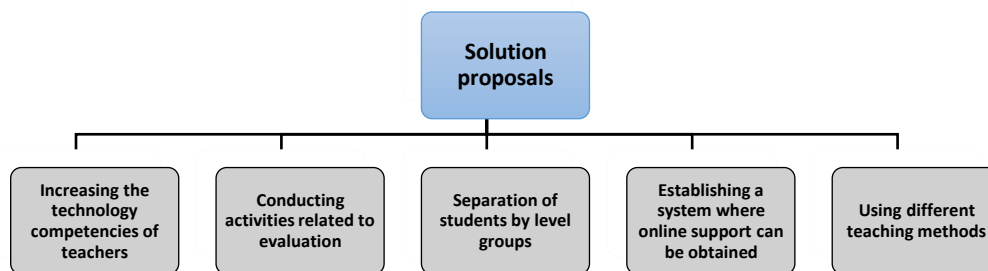 Solution
proposals
Increasing the
technology
competencies of
teachers
Conducting
activities related to
evaluation
Separation of
students by level
groups
Establishing a
system where
online support can
be obtained
Using different
teaching methods